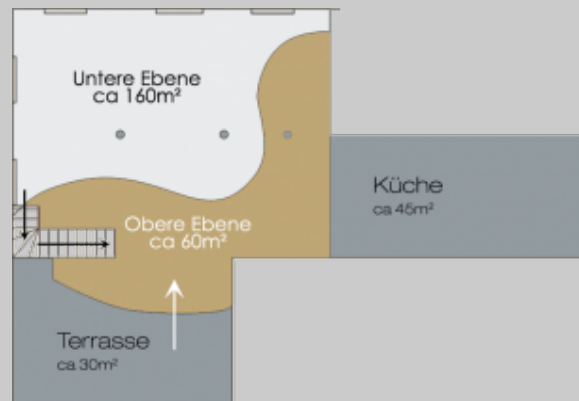 Untere Ebene
ca 160m²
Küche
ca 45m²
Obere Ebene
ca 60m²
Terrasse
ca 30m²